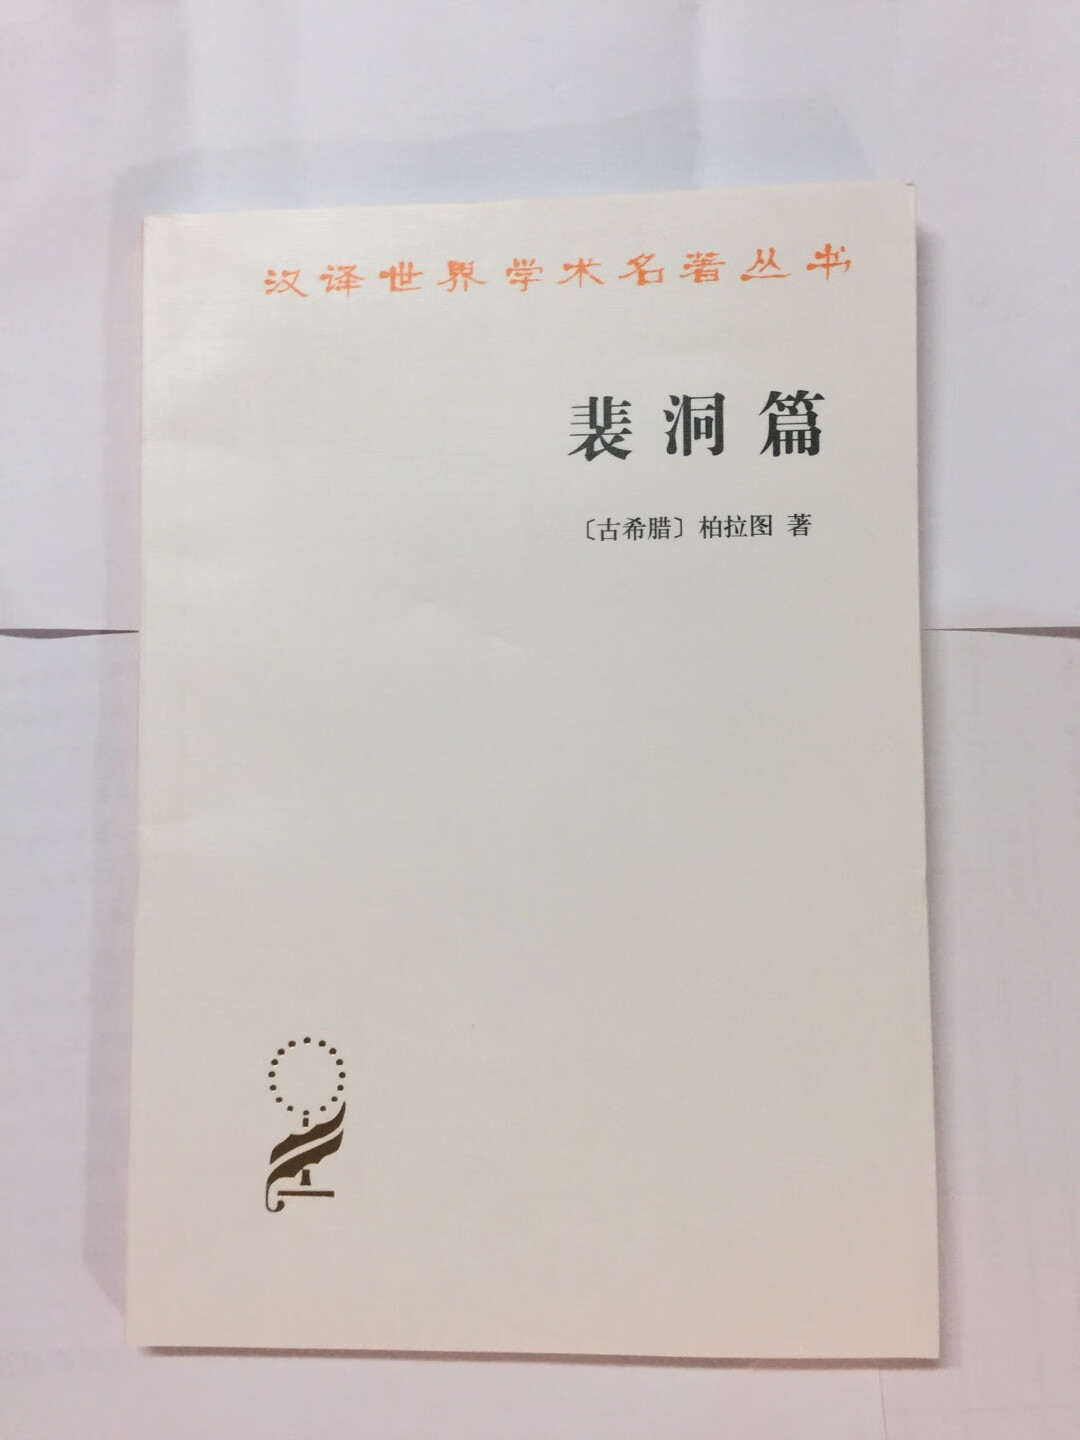 汉译世界学术名著丛书
裴洞篇
〔古希腊〕柏拉图 著